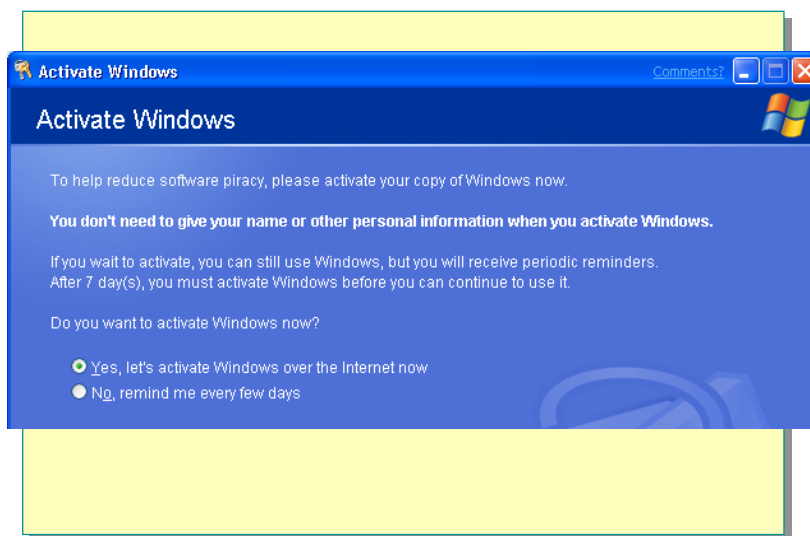 Activate Windows
Comments?
Activate Windows
To help reduce software piracy, please activate your copy of Windows now.
You don't need to give your name or other personal information when you activate Windows.
If you wait to activate, you can still use Windows, but you will receive periodic reminders.
After 7 day(s), you must activate Windows before you can continue to use it.
Do you want to activate Windows now?
Yes, let's activate Windows over the Internet now
No, remind me every few days